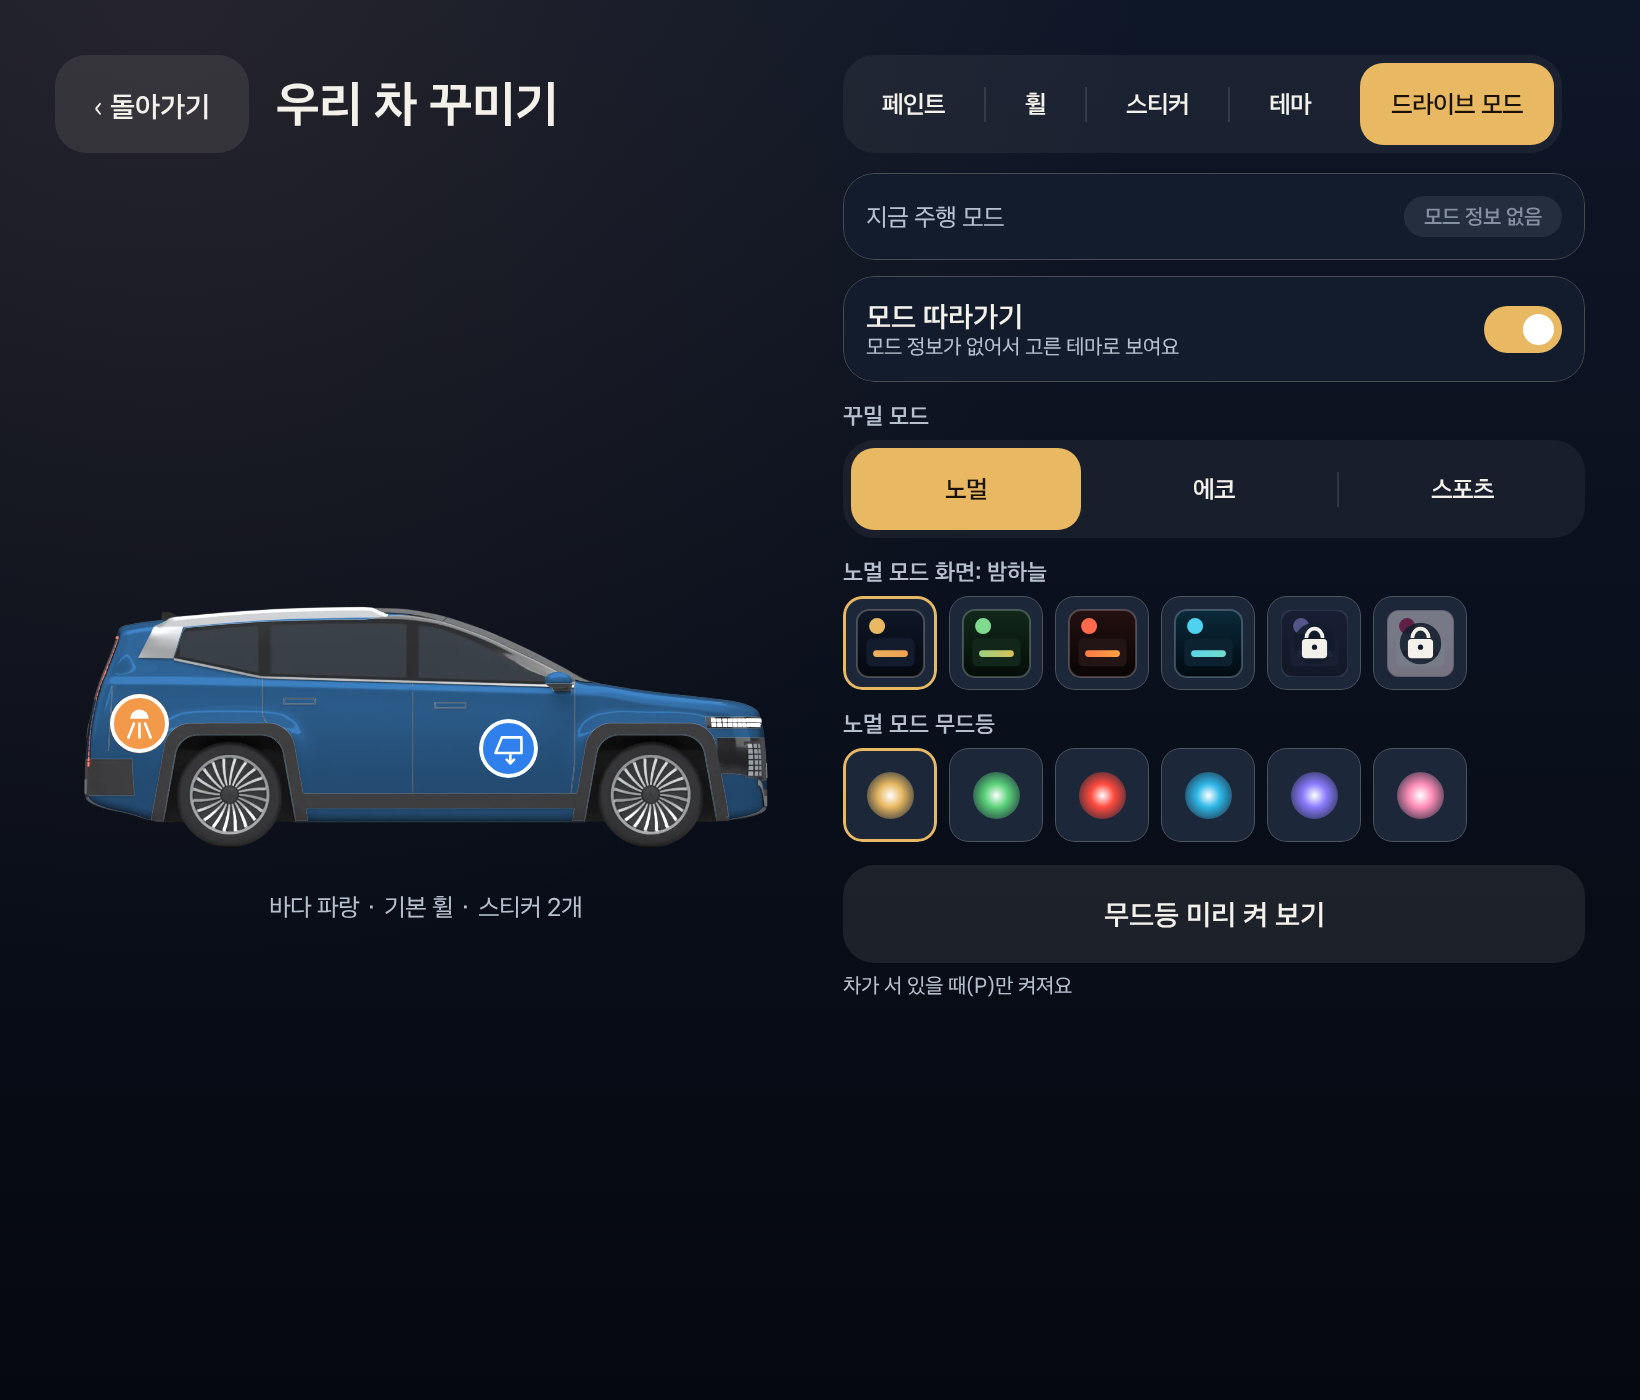 ‹ 돌아가기
우리 차 꾸미기
페인트
휠
스티커
테마
드라이브 모드
지금 주행 모드
모드 정보 없음
모드 따라가기
모드 정보가 없어서 고른 테마로 보여요
꾸밀 모드
노멀
에코
스포츠
노멀 모드 화면: 밤하늘
노멀 모드 무드등
무드등 미리 켜 보기
차가 서 있을 때(P)만 켜져요
바다 파랑 · 기본 휠 · 스티커 2개